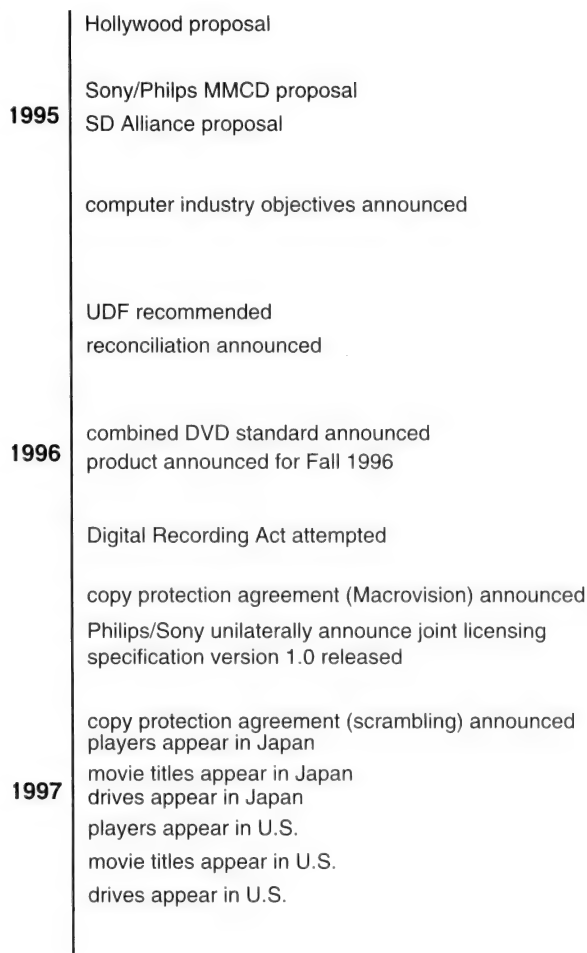 Hollywood proposal
Sony/Philps MMCD proposal
1995
SD Alliance proposal
computer industry objectives announced
UDF recommended
reconciliation announced
combined DVD standard announced
1996
product announced for Fall 1996
Digital Recording Act attempted
copy protection agreement (Macrovision) announced
Philips/Sony unilaterally announce joint licensing
specification version 1.0 released
copy protection agreement (scrambling) announced
players appear in Japan
movie titles appear in Japan
1997
drives appear in Japan
players appear in U.S.
movie titles appear in U.S.
drives appear in U.S.